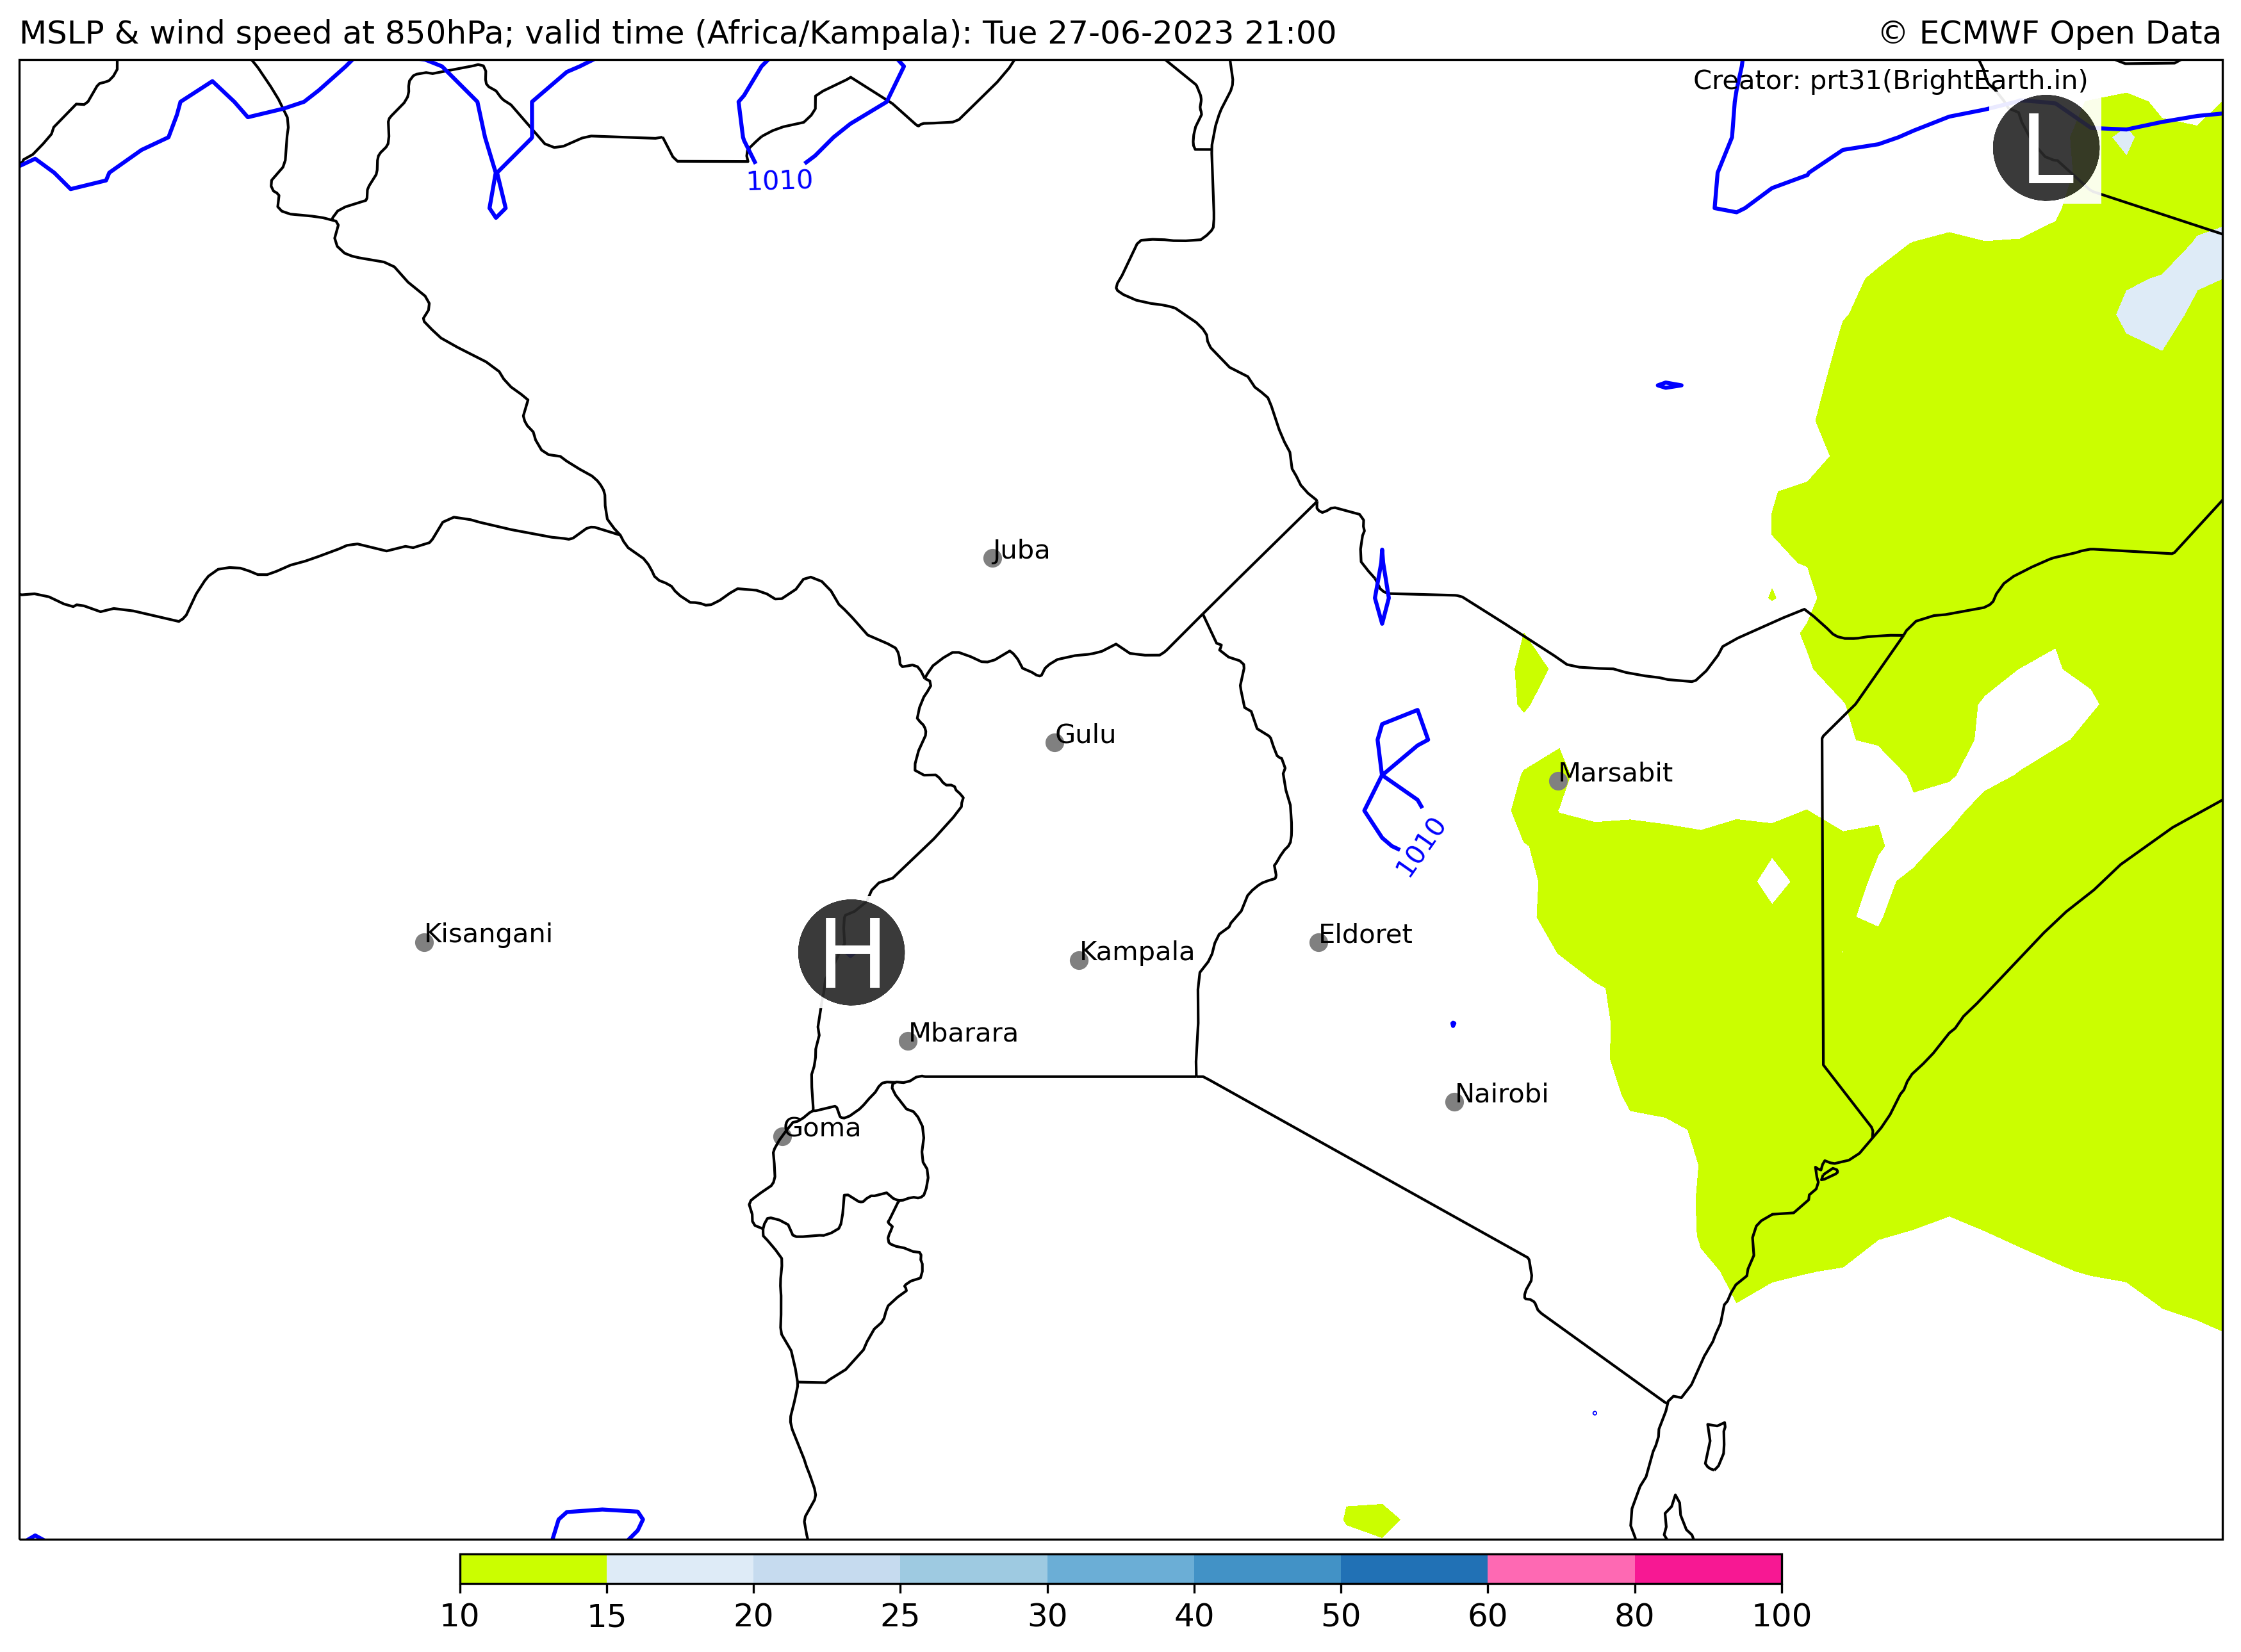 MSLP & wind speed at 850hPa; valid time (Africa/Kampala): Tue 27-06-2023 21:00
© ECMWF Open Data
Creator: prt31(BrightEarth.in)
L
1010
Juba
Gulu
Marsabit
1010
Kisangani
H
Kampala
Eldoret
Mbarara
Nairobi
Goma
10 15 20 25 30 40 50 60 80 100